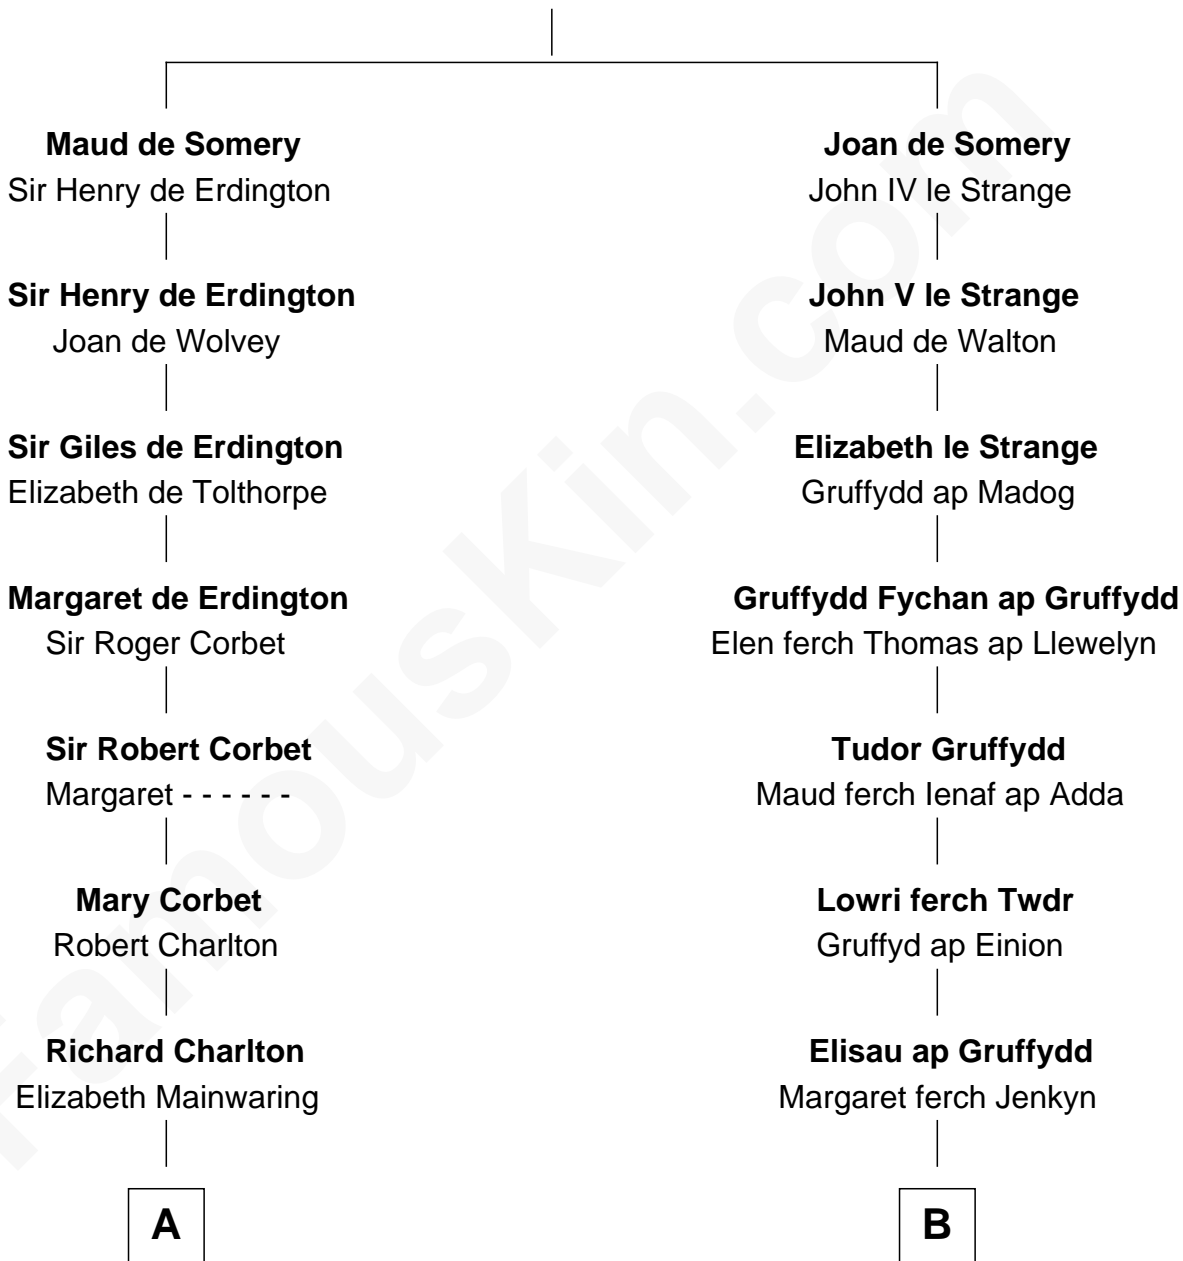 Maud de Somery
Sir Henry de Erdington
Sir Henry de Erdington
Joan de Wolvey
Sir Giles de Erdington
Elizabeth de Tolthorpe
Margaret de Erdington
Sir Roger Corbet
Sir Robert Corbet
Margaret - - - - - -
Mary Corbet
Robert Charlton
Richard Charlton
Elizabeth Mainwaring
A
Joan de Somery
John IV le Strange
John V le Strange
Maud de Walton
Elizabeth le Strange
Gruffydd ap Madog
Gruffydd Fychan ap Gruffydd
Elen ferch Thomas ap Llewelyn
Tudor Gruffydd
Maud ferch Ienaf ap Adda
Lowri ferch Twdr
Gruffyd ap Einion
Elisau ap Gruffydd
Margaret ferch Jenkyn
B
FamousKin.com